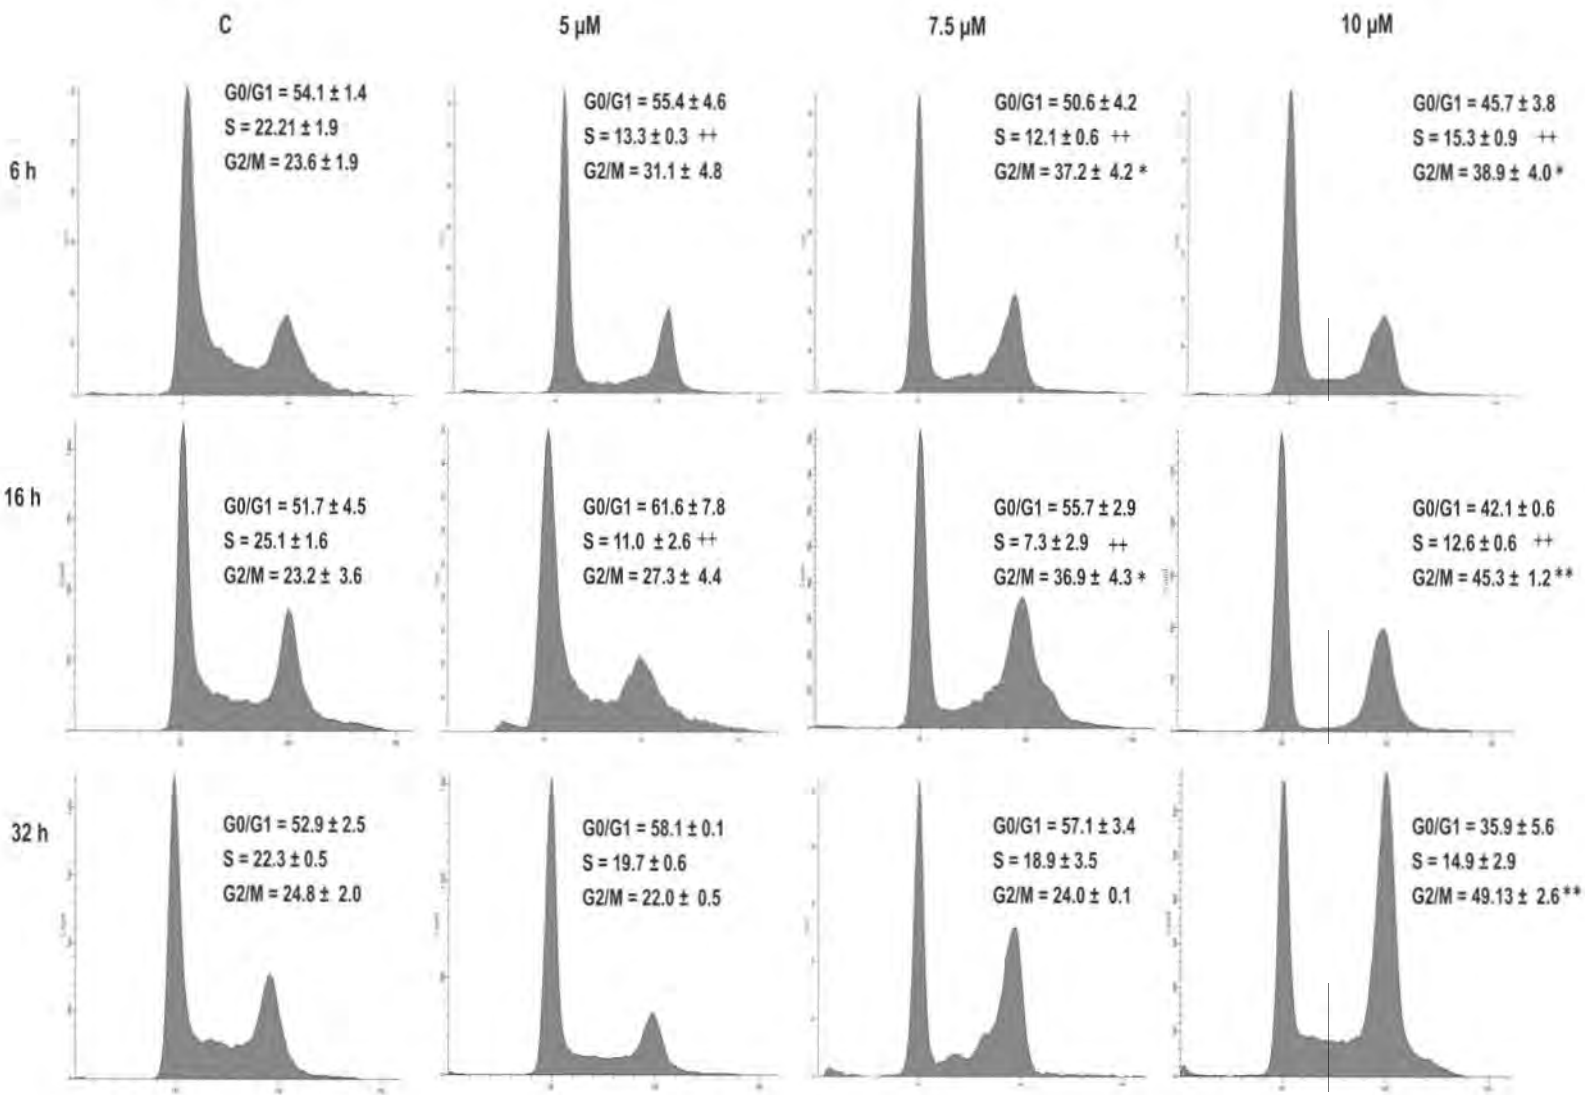 C
5 µM
7.5 µM
10 µM
6 h
G0/G1 = 54.1 ± 1.4
S = 22.21 ± 1.9
G2/M = 23.6 ± 1.9
G0/G1 = 55.4 ± 4.6
S = 13.3 ± 0.3 ++
G2/M = 31.1 ± 4.8
G0/G1 = 50.6 ± 4.2
S = 12.1 ± 0.6 ++
G2/M = 37.2 ± 4.2 *
G0/G1 = 45.7 ± 3.8
S = 15.3 ± 0.9 ++
G2/M = 38.9 ± 4.0 *
16 h
G0/G1 = 51.7 ± 4.5
S = 25.1 ± 1.6
G2/M = 23.2 ± 3.6
G0/G1 = 61.6 ± 7.8
S = 11.0 ± 2.6 ++
G2/M = 27.3 ± 4.4
G0/G1 = 55.7 ± 2.9
S = 7.3 ± 2.9 ++
G2/M = 36.9 ± 4.3 *
G0/G1 = 42.1 ± 0.6
S = 12.6 ± 0.6 ++
G2/M = 45.3 ± 1.2 **
32 h
G0/G1 = 52.9 ± 2.5
S = 22.3 ± 0.5
G2/M = 24.8 ± 2.0
G0/G1 = 58.1 ± 0.1
S = 19.7 ± 0.6
G2/M = 22.0 ± 0.5
G0/G1 = 57.1 ± 3.4
S = 18.9 ± 3.5
G2/M = 24.0 ± 0.1
G0/G1 = 35.9 ± 5.6
S = 14.9 ± 2.9
G2/M = 49.13 ± 2.6 **